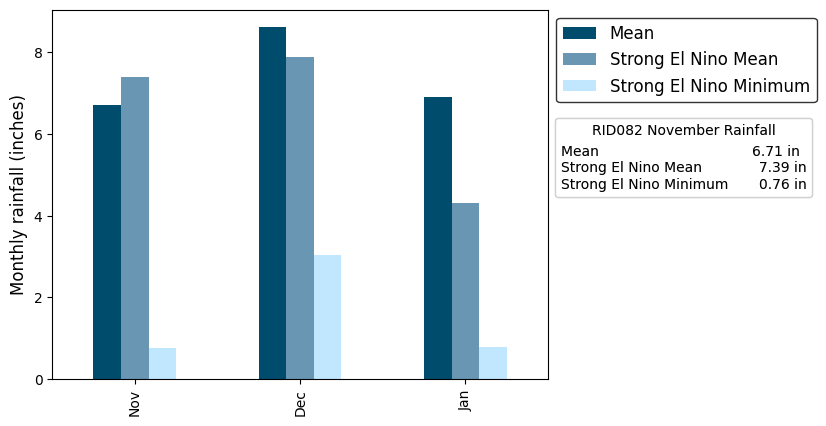 Monthly rainfall (inches)
8
6
4
2
0
Nov
Dec
Jan
Mean
Strong El Nino Mean
Strong El Nino Minimum
RID082 November Rainfall
Mean 6.71 in
Strong El Nino Mean 7.39 in
Strong El Nino Minimum 0.76 in